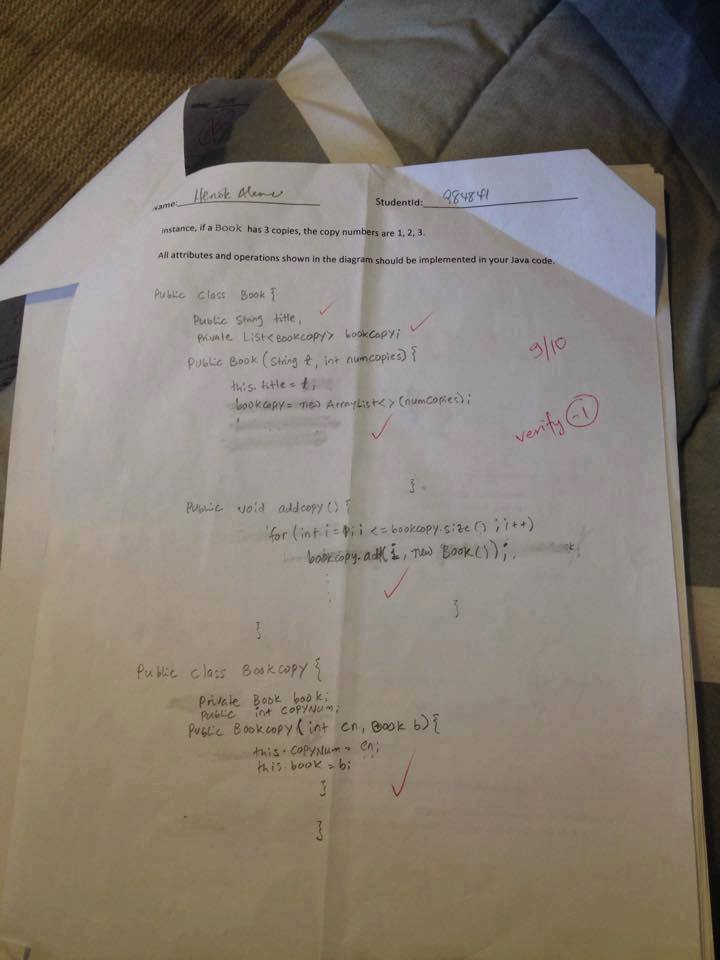 Name: Henok
StudentId: 984841
instance, if a Book has 3 copies, the copy numbers are 1, 2, 3.
All attributes and operations shown in the diagram should be implemented in your Java code.
Public class Book {
Public String title,
Private List<Bookcopy> bookcopy;
9/10
Public Book (String t, int numcopies) {
this.title = t;
bookcopy = new ArrayList<>(numcopies);
verify -1
}
Public void addcopy() {
for (int i = 1; i <= bookcopy.size() ; i++)
bookcopy.add(i, new Book());
}
}
Public class Bookcopy {
Private Book book;
Public int copyNum;
Public Bookcopy (int cn, Book b) {
this.copyNum = cn;
this.book = b;
}
}